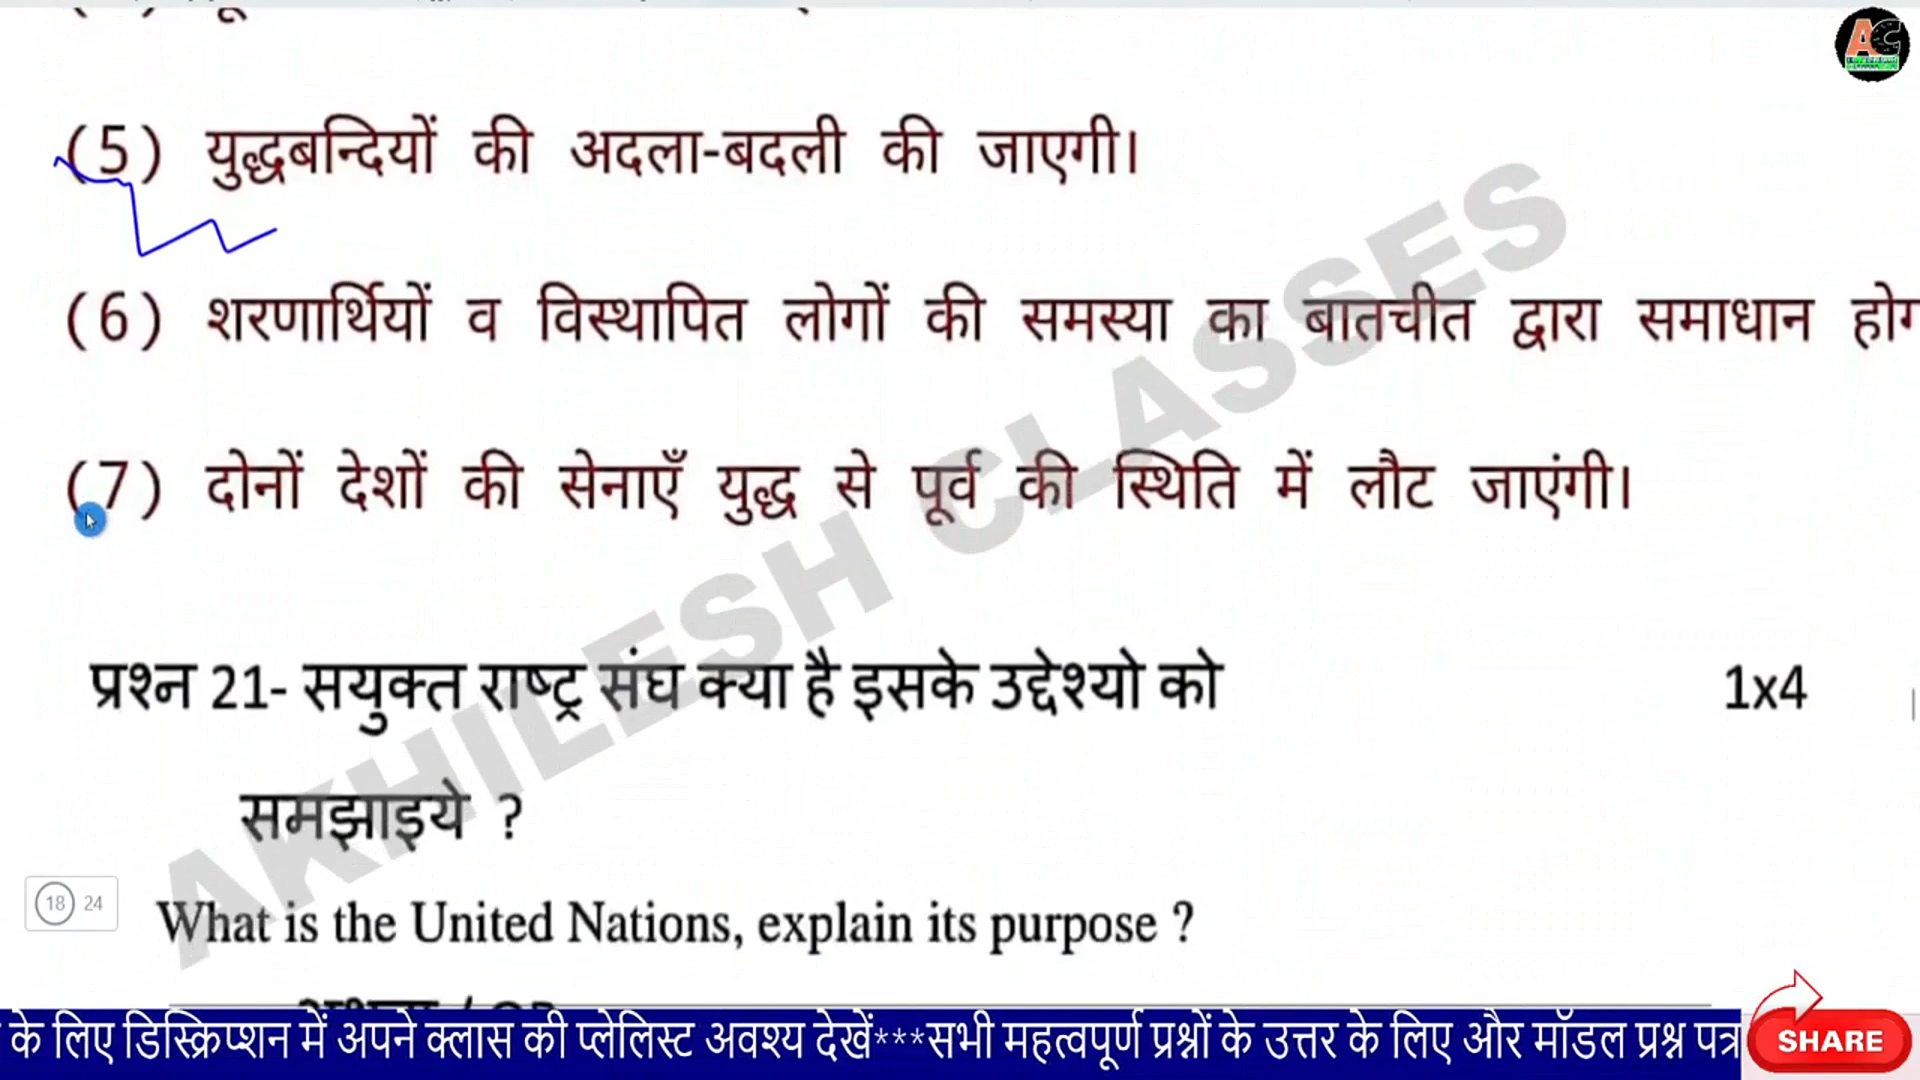 (5) युद्धबन्दियों की अदला-बदली की जाएगी।
(6) शरणार्थियों व विस्थापित लोगों की समस्या का बातचीत द्वारा समाधान
(7) दोनों देशों की सेनाएँ युद्ध से पूर्व की स्थिति में लौट जाएंगी।
AKHILESH CLASSES
प्रश्न 21- सयुक्त राष्ट्र संघ क्या है इसके उद्देश्यो को 1x4
समझाइये ?
18 24
What is the United Nations, explain its purpose ?
के लिए डिस्क्रिप्शन में अपने क्लास की प्लेलिस्ट अवश्य देखें***सभी महत्वपूर्ण प्रश्नों के उत्तर के लिए और मॉडल प्रश्न पत्र
SHARE